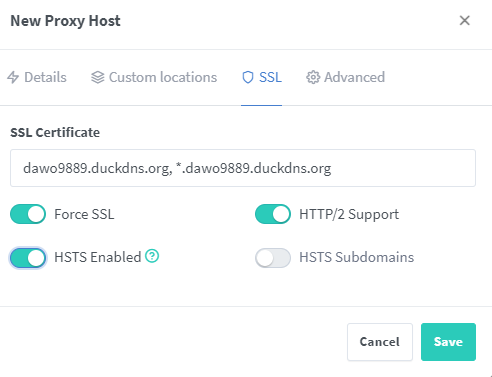 New Proxy Host
Details Custom locations SSL Advanced
SSL Certificate
dawo9889.duckdns.org, *.dawo9889.duckdns.org
Force SSL HTTP/2 Support
HSTS Enabled HSTS Subdomains
Cancel Save